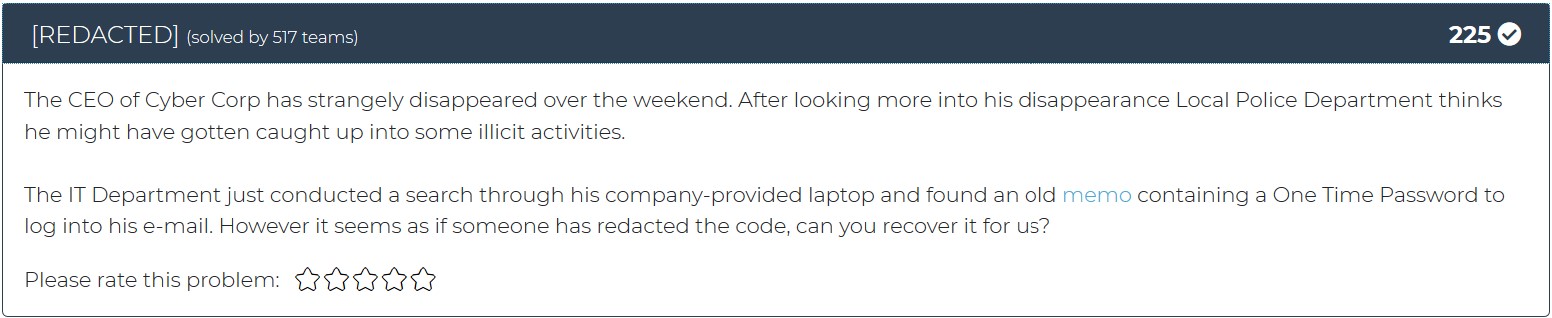 [REDACTED] (solved by 517 teams) 225
The CEO of Cyber Corp has strangely disappeared over the weekend. After looking more into his disappearance Local Police Department thinks
he might have gotten caught up into some illicit activities.
The IT Department just conducted a search through his company-provided laptop and found an old memo containing a One Time Password to
log into his e-mail. However it seems as if someone has redacted the code, can you recover it for us?
Please rate this problem: